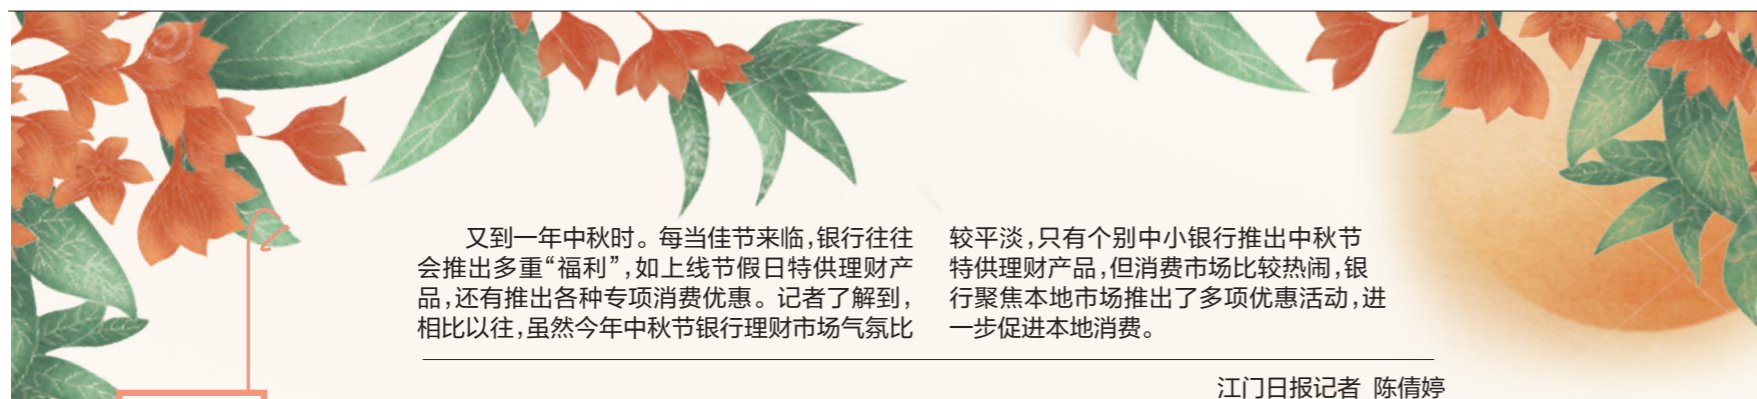 又到一年中秋时。每当佳节来临,银行往往
会推出多重“福利”,如上线节假日特供理财产
品,还有推出各种专项消费优惠。记者了解到,
相比以往,虽然今年中秋节银行理财市场气氛比
较平淡,只有个别中小银行推出中秋节
特供理财产品,但消费市场比较热闹,银
行聚焦本地市场推出了多项优惠活动,进
一步促进本地消费。
江门日报记者 陈倩婷